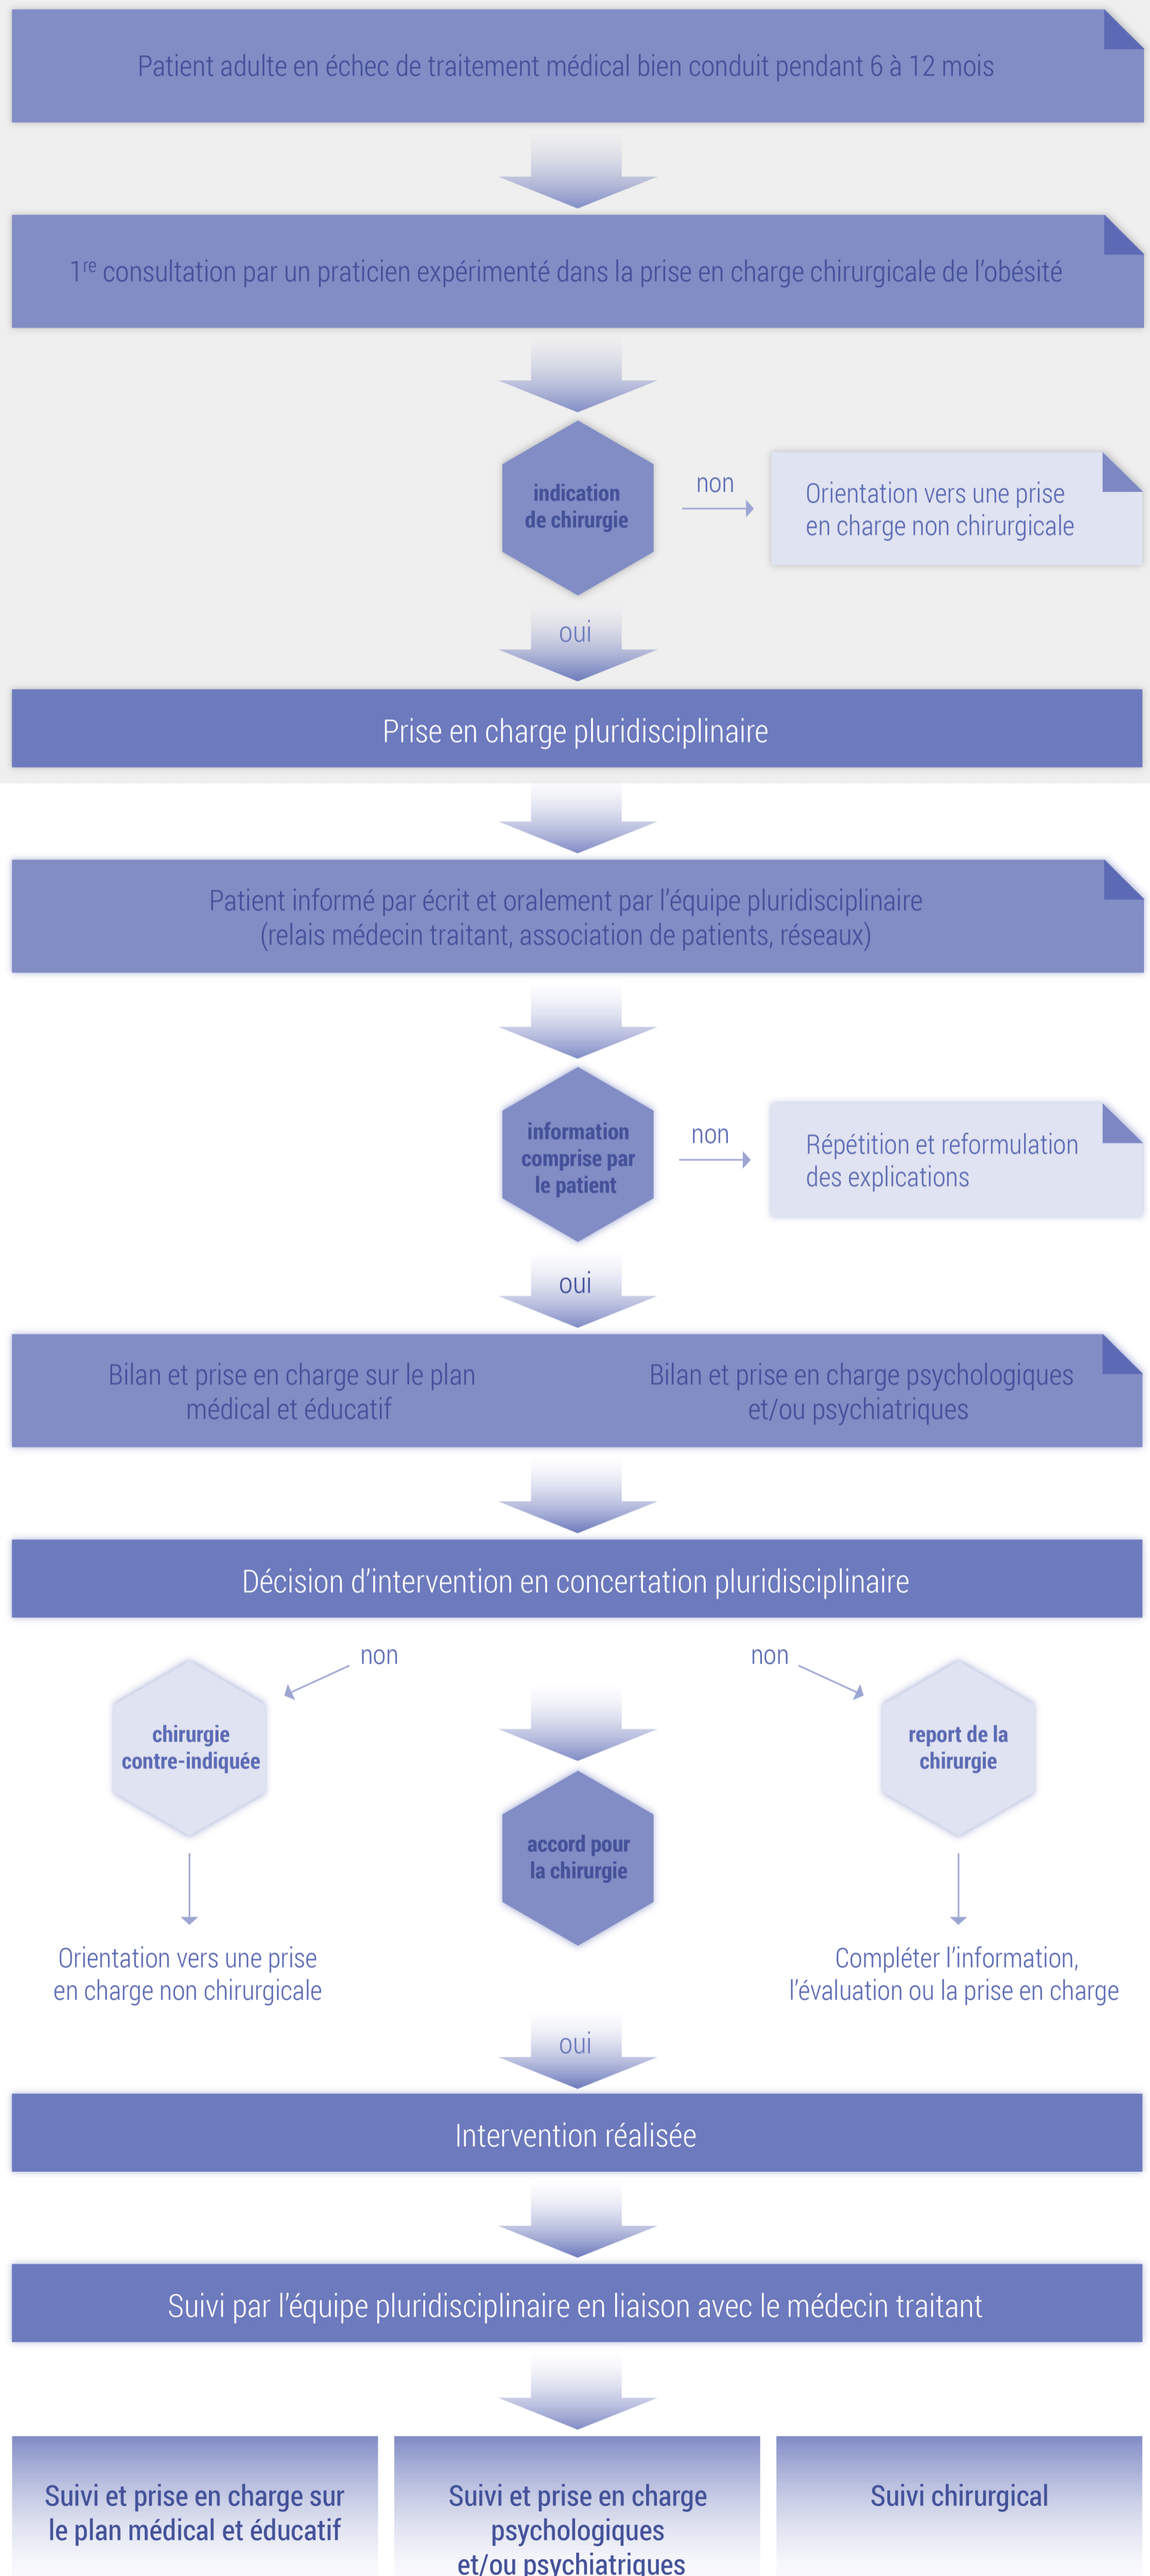 Patient adulte en échec de traitement médical bien conduit pendant 6 à 12 mois
1re consultation par un praticien expérimenté dans la prise en charge chirurgicale de l’obésité
indication
de chirurgie
non
Orientation vers une prise
en charge non chirurgicale
oui
Prise en charge pluridisciplinaire
Patient informé par écrit et oralement par l’équipe pluridisciplinaire
(relais médecin traitant, association de patients, réseaux)
information
comprise par
le patient
non
Répétition et reformulation
des explications
oui
Bilan et prise en charge sur le plan
médical et éducatif
Bilan et prise en charge psychologiques
et/ou psychiatriques
Décision d’intervention en concertation pluridisciplinaire
non
non
chirurgie
contre-indiquée
report de la
chirurgie
accord pour
la chirurgie
Orientation vers une prise
en charge non chirurgicale
Compléter l’information,
l’évaluation ou la prise en charge
oui
Intervention réalisée
Suivi par l’équipe pluridisciplinaire en liaison avec le médecin traitant
Suivi et prise en charge sur
le plan médical et éducatif
Suivi et prise en charge
psychologiques
et/ou psychiatriques
Suivi chirurgical